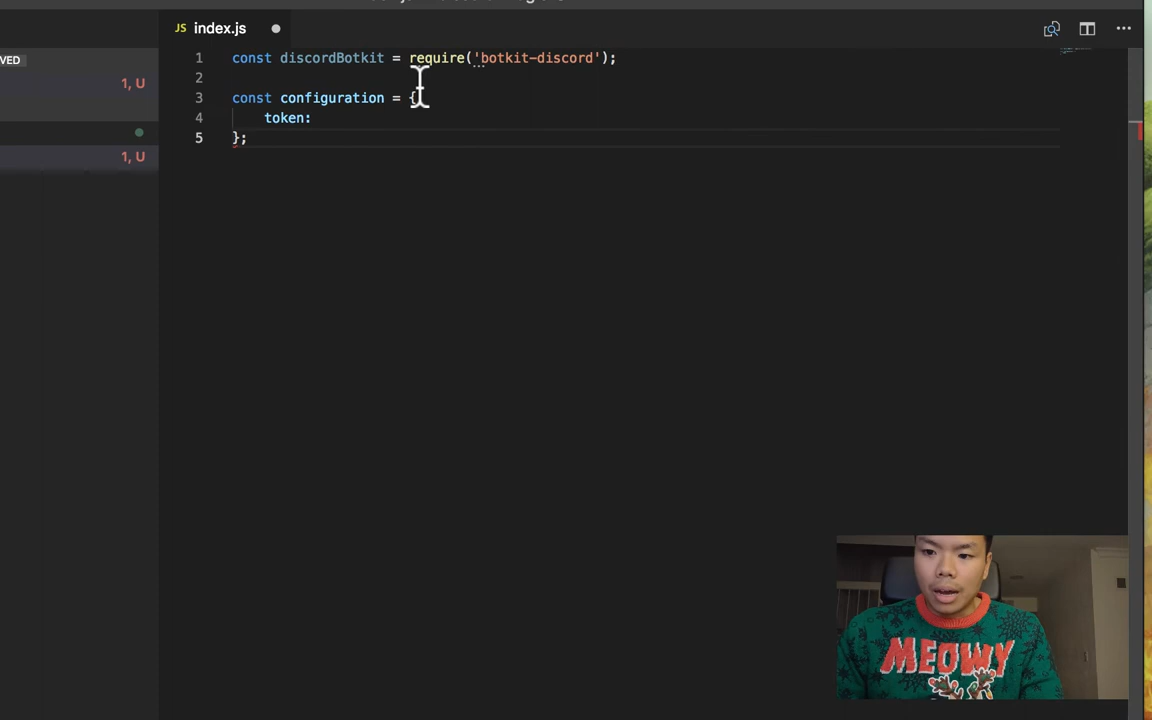 JS index.js
VED
1, U
1, U
1 const discordBotkit = require('botkit-discord');
2
3 const configuration = {
4 token:
5 };
MEOWY